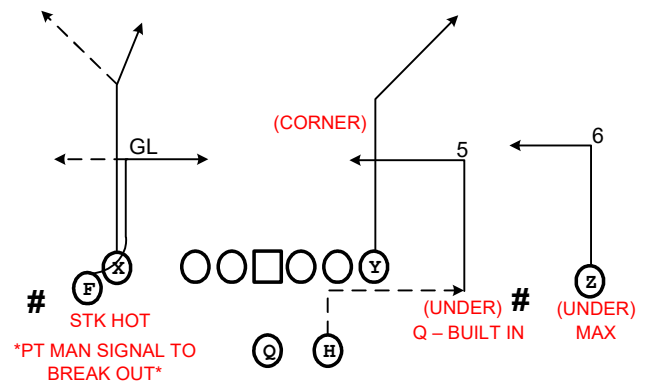 (CORNER)
GL
5
6
X
Y
F
Z
#
#
STK HOT
*PT MAN SIGNAL TO
BREAK OUT*
(UNDER)
Q – BUILT IN
(UNDER)
MAX
Q
H